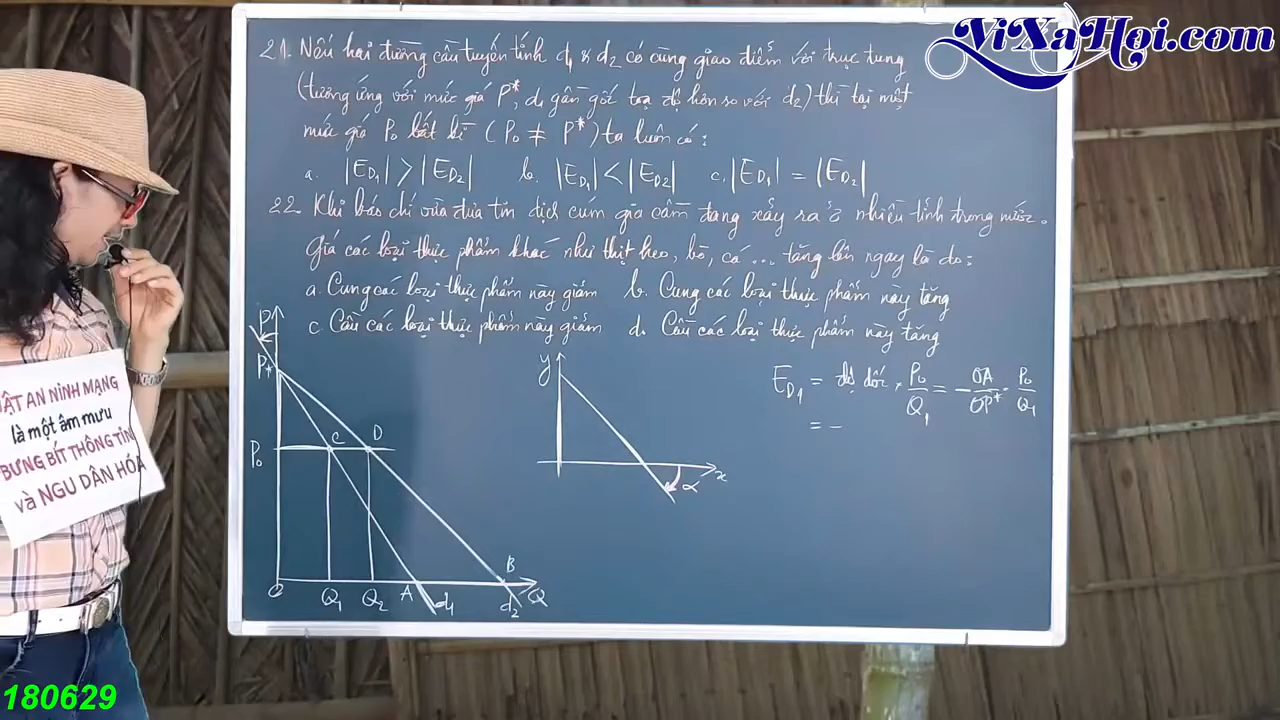 ViXaHoi.com
21. Nếu hai đường cầu tuyến tính d1 & d2 có cùng giao điểm với trục tung
(tương ứng với mức giá P*, d1 gần gốc toạ độ hơn so với d2) thì tại một
mức giá P0 bất kì (P0 ≠ P*) ta luôn có:
a. |ED1| > |ED2| b. |ED1| < |ED2| c. |ED1| = |ED2|
22. Khi báo chí vừa đưa tin dịch cúm gia cầm đang xảy ra ở nhiều tỉnh trong nước.
Giá các loại thực phẩm khác như thịt heo, bò, cá ... tăng lên ngay là do:
a. Cung các loại thực phẩm này giảm b. Cung các loại thực phẩm này tăng
c. Cầu các loại thực phẩm này giảm d. Cầu các loại thực phẩm này tăng
P
P*
C D
P0
B
O Q1 Q2 A d1 d2 Q
y
x
α
ED1 = độ dốc . P0/Q1 = - OA/OP* . P0/Q1
= -
ẬT AN NINH MẠNG
là một âm mưu
BƯNG BÍT THÔNG TIN
và NGU DÂN HÓA
180629